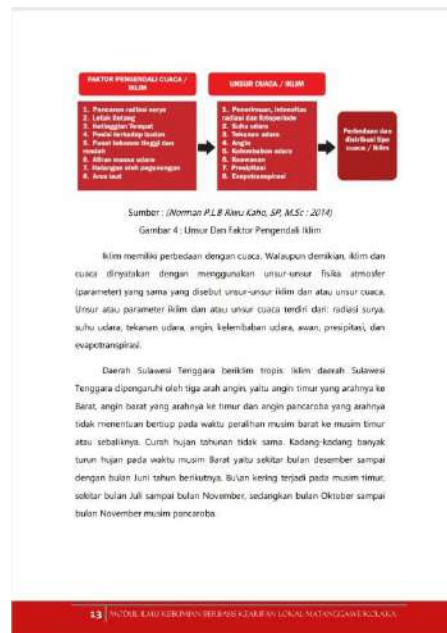 FAKTOR PENGENDALI CUACA / IKLIM
1. Pancaran radiasi surya
2. Letak lintang
3. Ketinggian tempat
4. Posisi terhadap lautan
5. Pusat tekanan tinggi dan rendah
6. Aliran massa udara
7. Halangan oleh pegunungan
8. Arus laut
UNSUR CUACA / IKLIM
1. Penerimaan, intensitas radiasi dan fotoperiode
2. Suhu udara
3. Tekanan udara
4. Angin
5. Kelembaban udara
6. Keawanan
7. Presipitasi
8. Evapotranspirasi
Perbedaan dan distribusi tipe cuaca / iklim
Sumber : (Norman P.L.B Riwu Kaho, SP, M.Sc : 2014)
Gambar 4 : Unsur Dan Faktor Pengendali Iklim
Iklim memiliki perbedaan dengan cuaca. Walaupun demikian, iklim dan
cuaca dinyatakan dengan menggunakan unsur-unsur fisika atmosfer
(parameter) yang sama yang disebut unsur-unsur iklim dan atau unsur cuaca.
Unsur atau parameter iklim dan atau unsur cuaca terdiri dari: radiasi surya,
suhu udara, tekanan udara, angin, kelembaban udara, awan, presipitasi, dan
evapotranspirasi.
Daerah Sulawesi Tenggara beriklim tropis. Iklim daerah Sulawesi
Tenggara dipengaruhi oleh tiga arah angin, yaitu angin timur yang arahnya ke
Barat, angin barat yang arahnya ke timur dan angin pancaroba yang arahnya
tidak menentuan bertiup pada waktu peralihan musim barat ke musim timur
atau sebaliknya. Curah hujan tahunan tidak sama. Kadang-kadang banyak
turun hujan pada waktu musim Barat yaitu sekitar bulan desember sampai
dengan bulan Juni tahun berikutnya. Bulan kering terjadi pada musim timur,
sekitar bulan Juli sampai bulan November, sedangkan bulan Oktober sampai
bulan November musim pancaroba.
13 MODUL ILMU KEBUMIAN BERBASIS KEARIFAN LOKAL MATANGGAWE KOLAKA